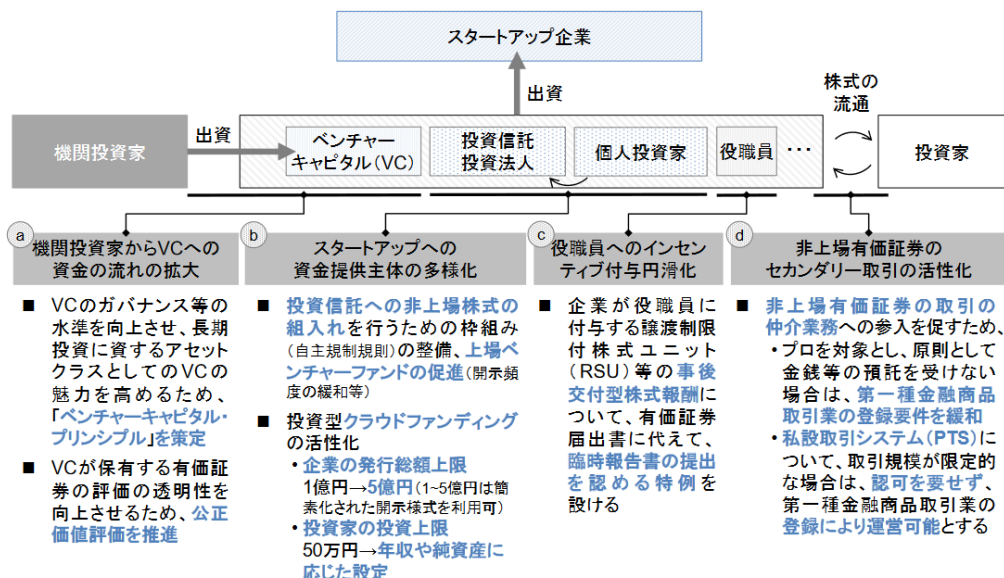 スタートアップ企業
出資
株式の
流通
機関投資家
出資
ベンチャー
キャピタル(VC)
投資信託
投資法人
個人投資家
役職員
･･･
投資家
a
機関投資家からVCへの
資金の流れの拡大
■ VCのガバナンス等の
水準を向上させ、長期
投資に資するアセット
クラスとしてのVCの
魅力を高めるため、
「ベンチャーキャピタル・
プリンシプル」を策定
■ VCが保有する有価証
券の評価の透明性を
向上させるため、公正
価値評価を推進
b
スタートアップへの
資金提供主体の多様化
■ 投資信託への非上場株式の
組入れを行うための枠組み
(自主規制規則)の整備、上場ベ
ンチャーファンドの促進(開示頻
度の緩和等)
■ 投資型クラウドファンディング
の活性化
・企業の発行総額上限
1億円→5億円(1~5億円は簡
素化された開示様式を利用可)
・投資家の投資上限
50万円→年収や純資産に
応じた設定
c
役職員へのインセン
ティブ付与円滑化
■ 企業が役職員に
付与する譲渡制限
付株式ユニット
(RSU)等の事後
交付型株式報酬に
ついて、有価証券
届出書に代えて、
臨時報告書の提出
を認める特例を
設ける
d
非上場有価証券の
セカンダリー取引の活性化
■ 非上場有価証券の取引の
仲介業務への参入を促すため、
・プロを対象とし、原則として
金銭等の預託を受けない
場合は、第一種金融商品
取引業の登録要件を緩和
・私設取引システム(PTS)に
ついて、取引規模が限定的
な場合は、認可を要せず、
第一種金融商品取引業の
登録により運営可能とする